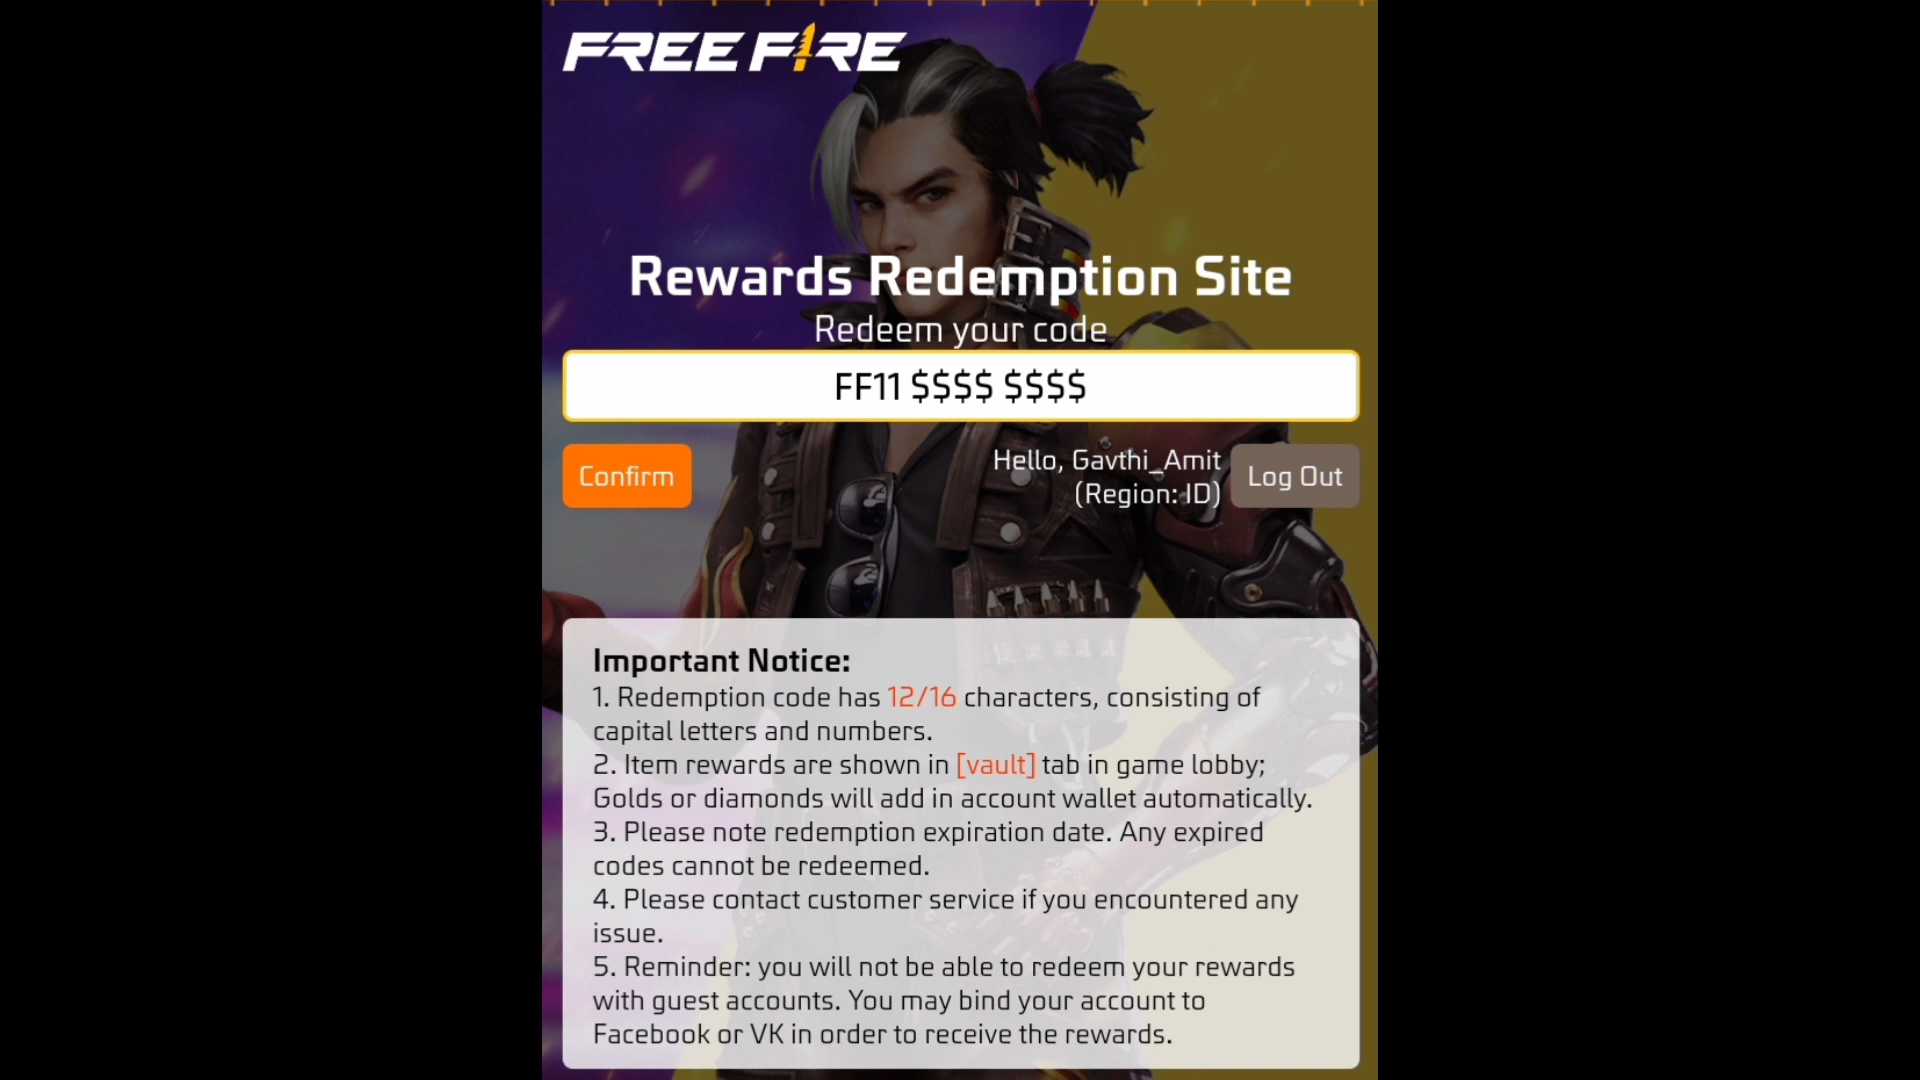 FREE FIRE
Rewards Redemption Site
Redeem your code
FF11 $$$$ $$$$
Confirm
Hello, Gavthi_Amit
(Region: ID)
Log Out
Important Notice:
1. Redemption code has 12/16 characters, consisting of
capital letters and numbers.
2. Item rewards are shown in [vault] tab in game lobby;
Golds or diamonds will add in account wallet automatically.
3. Please note redemption expiration date. Any expired
codes cannot be redeemed.
4. Please contact customer service if you encountered any
issue.
5. Reminder: you will not be able to redeem your rewards
with guest accounts. You may bind your account to
Facebook or VK in order to receive the rewards.